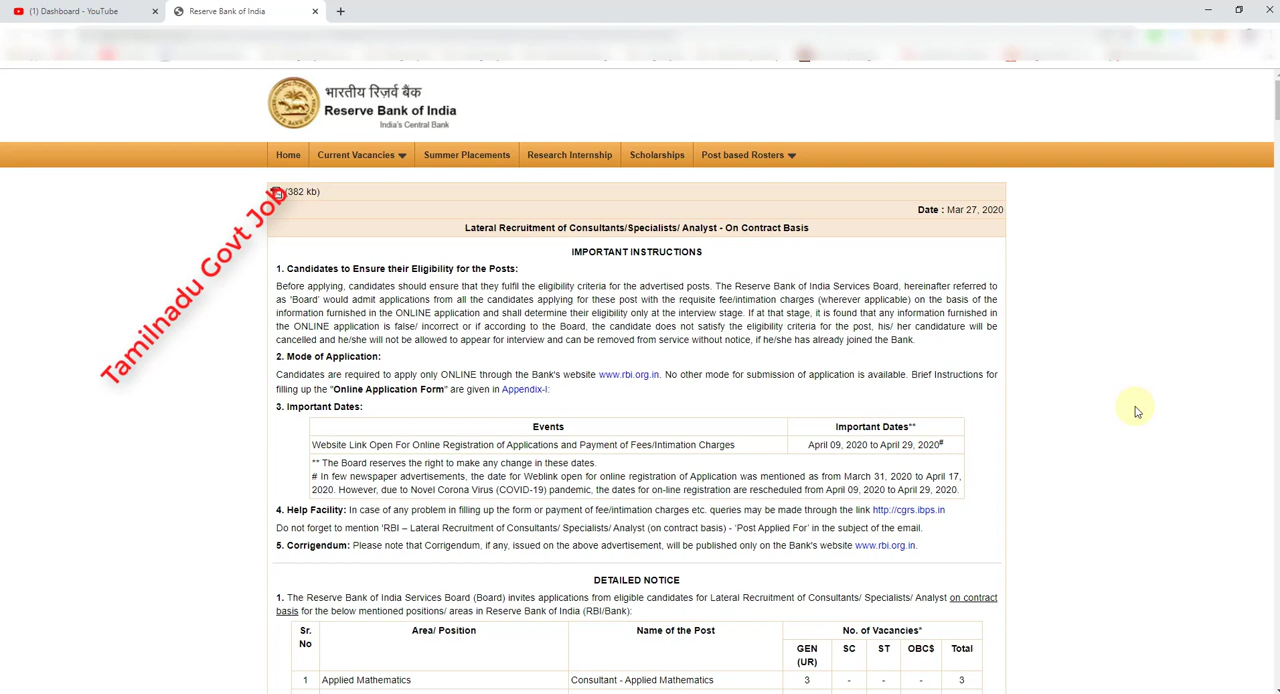 (1) Dashboard - YouTube
Reserve Bank of India
भारतीय रिज़र्व बैंक
Reserve Bank of India
India's Central Bank
Home
Current Vacancies
Summer Placements
Research Internship
Scholarships
Post based Rosters
(382 kb)
Tamilnadu Govt Job
Date : Mar 27, 2020
Lateral Recruitment of Consultants/Specialists/ Analyst - On Contract Basis
IMPORTANT INSTRUCTIONS
1. Candidates to Ensure their Eligibility for the Posts:
Before applying, candidates should ensure that they fulfil the eligibility criteria for the advertised posts. The Reserve Bank of India Services Board, hereinafter referred to
as 'Board' would admit applications from all the candidates applying for these post with the requisite fee/intimation charges (wherever applicable) on the basis of the
information furnished in the ONLINE application and shall determine their eligibility only at the interview stage. If at that stage, it is found that any information furnished in
the ONLINE application is false/ incorrect or if according to the Board, the candidate does not satisfy the eligibility criteria for the post, his/ her candidature will be
cancelled and he/she will not be allowed to appear for interview and can be removed from service without notice, if he/she has already joined the Bank.
2. Mode of Application:
Candidates are required to apply only ONLINE through the Bank's website www.rbi.org.in. No other mode for submission of application is available. Brief Instructions for
filling up the "Online Application Form" are given in Appendix-I:
3. Important Dates:
Events
Important Dates**
Website Link Open For Online Registration of Applications and Payment of Fees/Intimation Charges
April 09, 2020 to April 29, 2020#
** The Board reserves the right to make any change in these dates.
# In few newspaper advertisements, the date for Weblink open for online registration of Application was mentioned as from March 31, 2020 to April 17,
2020. However, due to Novel Corona Virus (COVID-19) pandemic, the dates for on-line registration are rescheduled from April 09, 2020 to April 29, 2020.
4. Help Facility: In case of any problem in filling up the form or payment of fee/intimation charges etc. queries may be made through the link http://cgrs.ibps.in
Do not forget to mention 'RBI – Lateral Recruitment of Consultants/ Specialists/ Analyst (on contract basis) - 'Post Applied For' in the subject of the email.
5. Corrigendum: Please note that Corrigendum, if any, issued on the above advertisement, will be published only on the Bank's website www.rbi.org.in.
DETAILED NOTICE
1. The Reserve Bank of India Services Board (Board) invites applications from eligible candidates for Lateral Recruitment of Consultants/ Specialists/ Analyst on contract
basis for the below mentioned positions/ areas in Reserve Bank of India (RBI/Bank):
Sr. No
Area/ Position
Name of the Post
No. of Vacancies*
GEN (UR)
SC
ST
OBC$
Total
1
Applied Mathematics
Consultant - Applied Mathematics
3
-
-
-
3